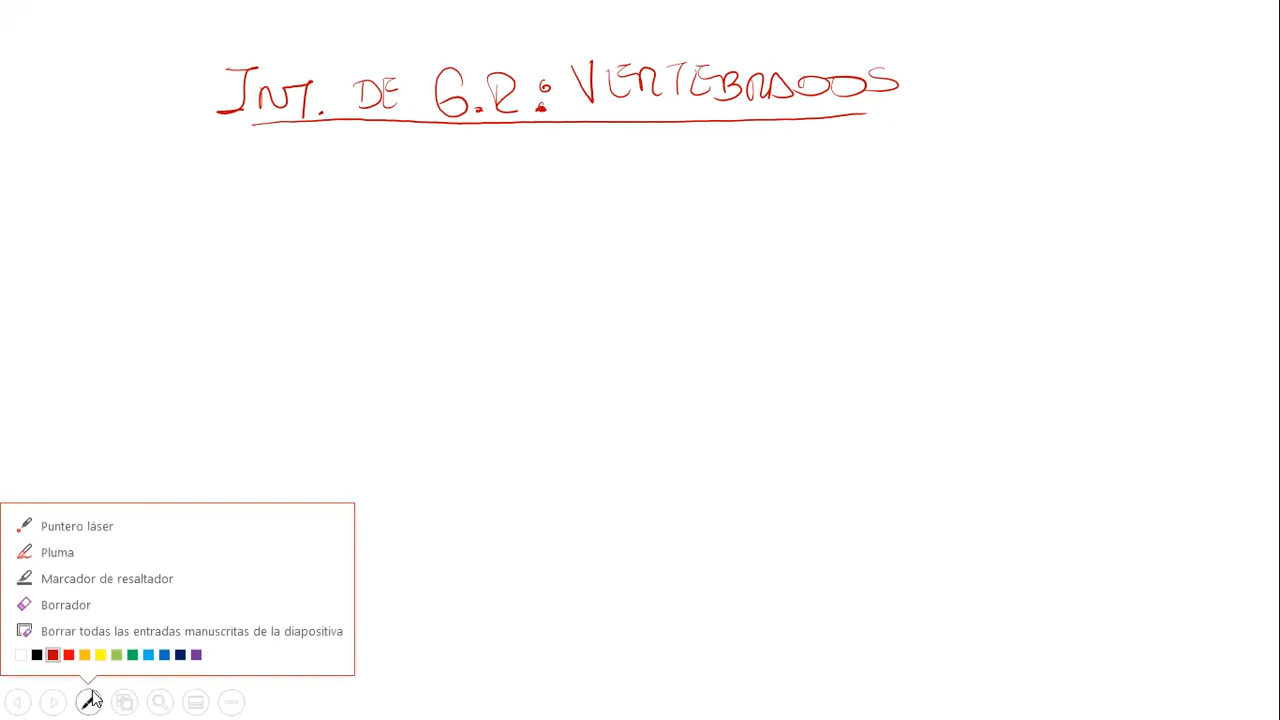 INT. DE G.R: VERTEBRADOS
Puntero láser
Pluma
Marcador de resaltador
Borrador
Borrar todas las entradas manuscritas de la diapositiva